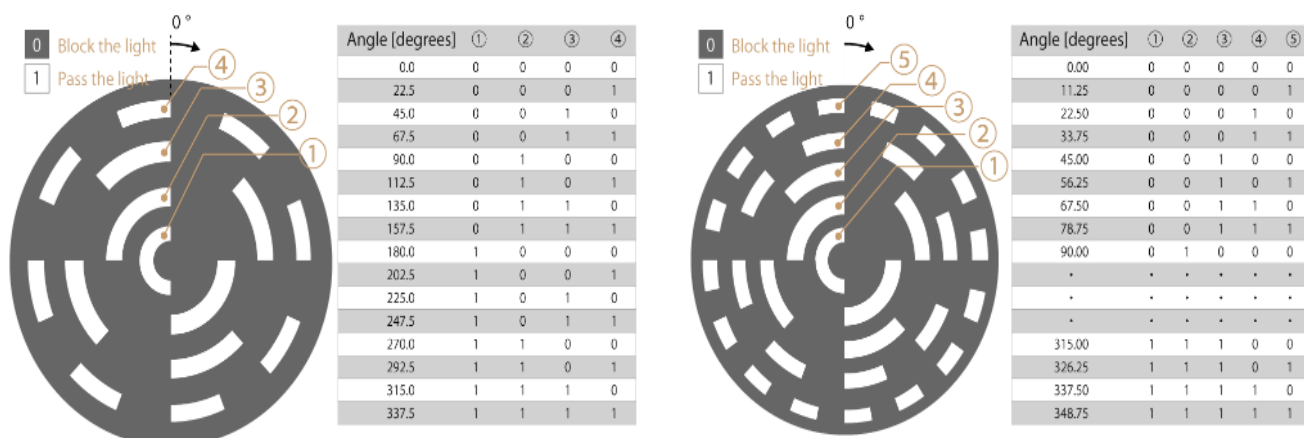 0 °
0 Block the light
1 Pass the light
④
③
②
①
Angle [degrees] ① ② ③ ④
0.0 0 0 0 0
22.5 0 0 0 1
45.0 0 0 1 0
67.5 0 0 1 1
90.0 0 1 0 0
112.5 0 1 0 1
135.0 0 1 1 0
157.5 0 1 1 1
180.0 1 0 0 0
202.5 1 0 0 1
225.0 1 0 1 0
247.5 1 0 1 1
270.0 1 1 0 0
292.5 1 1 0 1
315.0 1 1 1 0
337.5 1 1 1 1
0 °
0 Block the light
1 Pass the light
⑤
④
③
②
①
Angle [degrees] ① ② ③ ④ ⑤
0.00 0 0 0 0 0
11.25 0 0 0 0 1
22.50 0 0 0 1 0
33.75 0 0 0 1 1
45.00 0 0 1 0 0
56.25 0 0 1 0 1
67.50 0 0 1 1 0
78.75 0 0 1 1 1
90.00 0 1 0 0 0
· · · · · ·
· · · · · ·
· · · · · ·
315.00 1 1 1 0 0
326.25 1 1 1 0 1
337.50 1 1 1 1 0
348.75 1 1 1 1 1